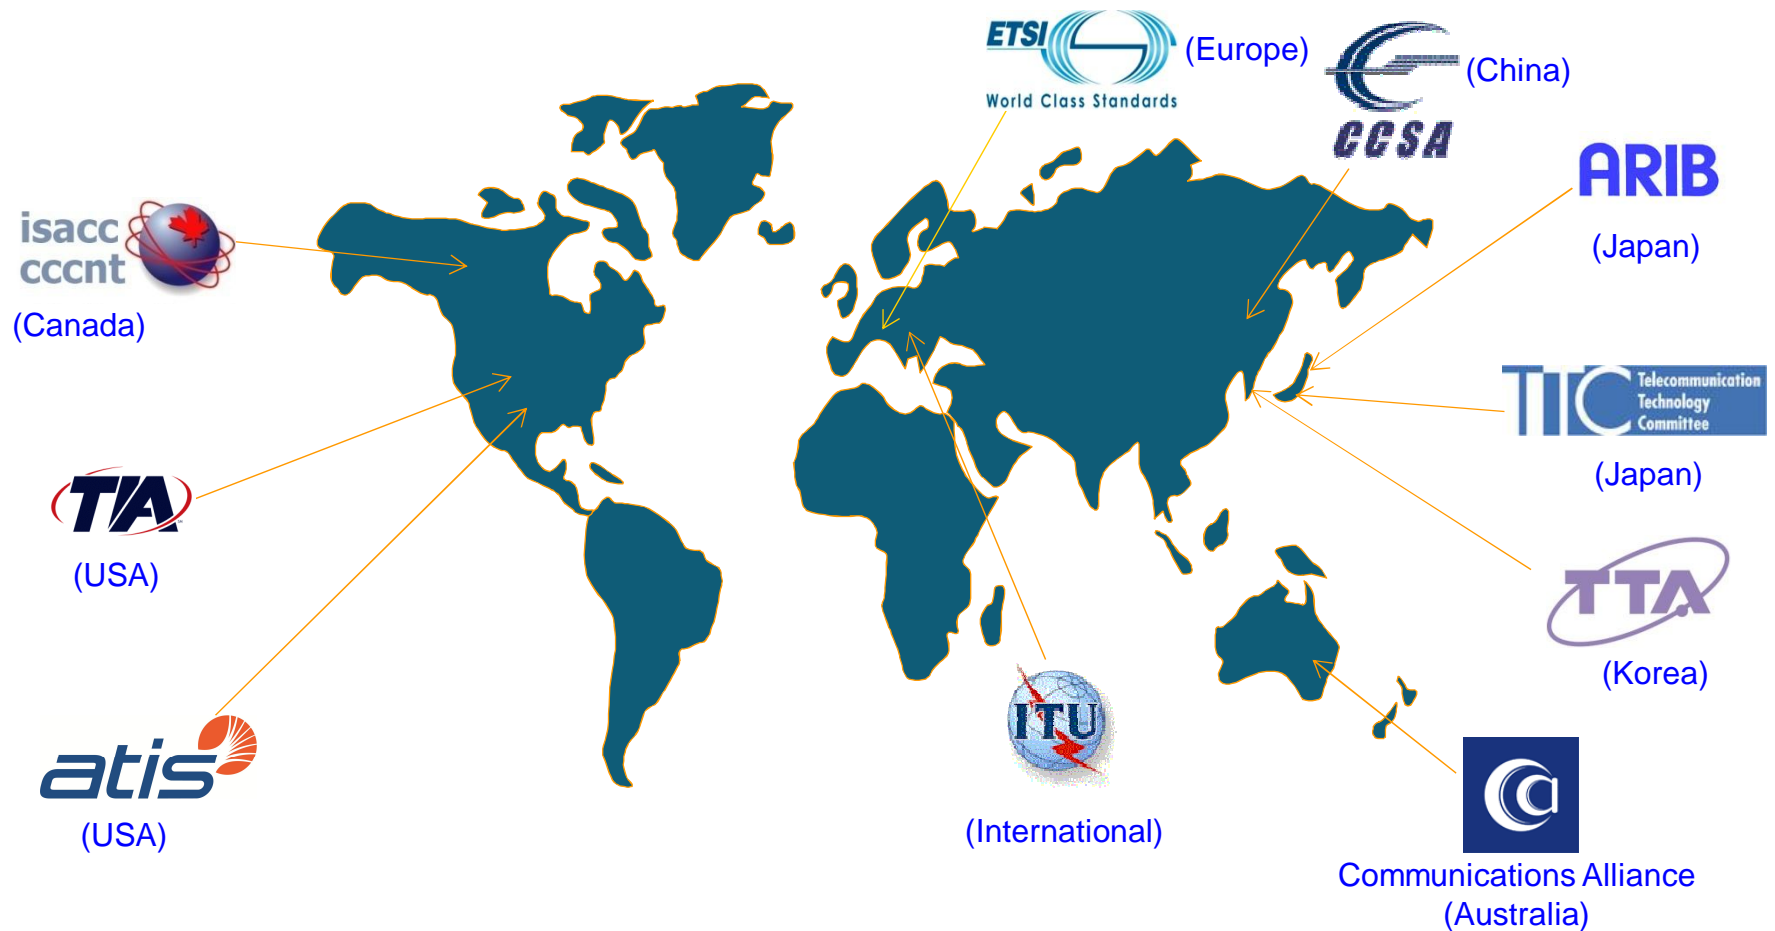 ETSI
World Class Standards
(Europe)
CCSA
(China)
ARIB
(Japan)
isacc
cccnt
(Canada)
TTC
Telecommunication
Technology
Committee
(Japan)
TIA
(USA)
TTA
(Korea)
ITU
(International)
atis
(USA)
Communications Alliance
(Australia)